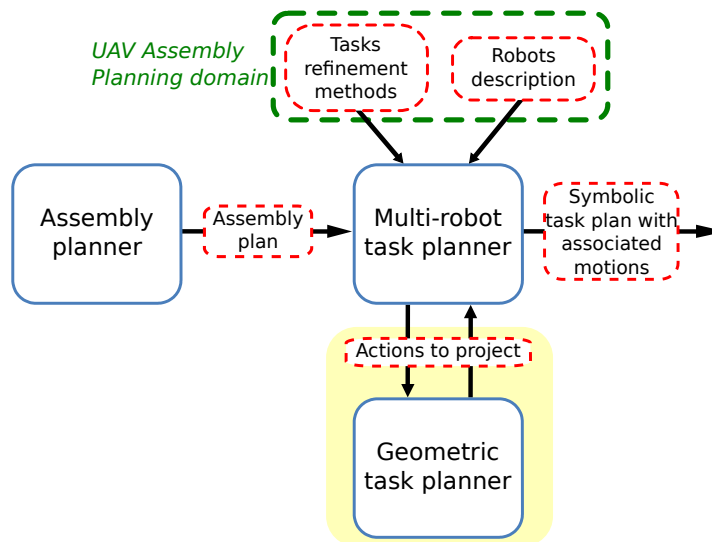 UAV Assembly
Planning domain
Tasks
refinement
methods
Robots
description
Assembly
planner
Assembly
plan
Multi-robot
task planner
Symbolic
task plan with
associated
motions
Actions to project
Geometric
task planner